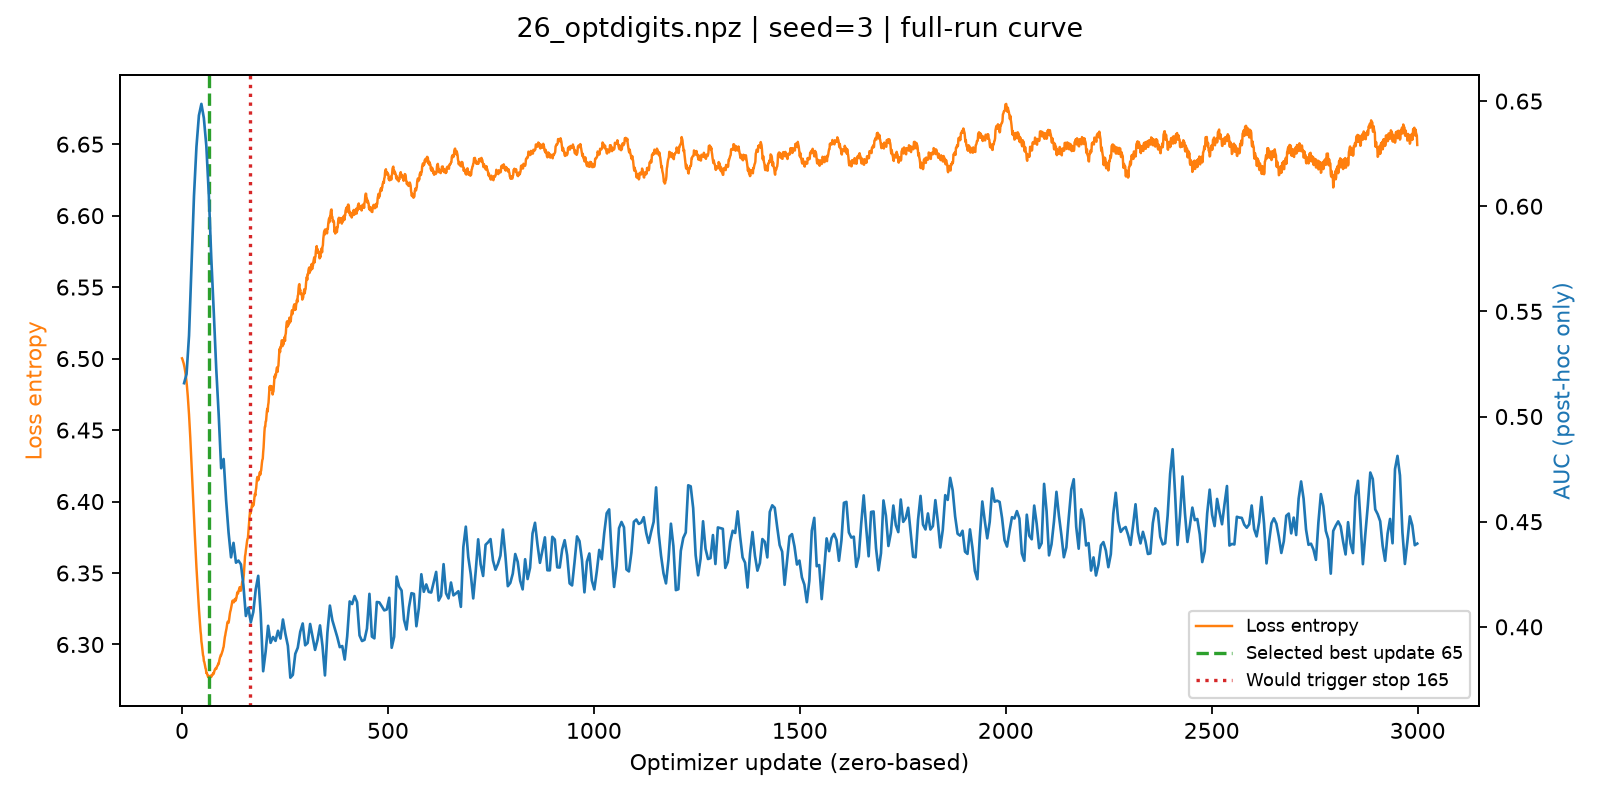 26_optdigits.npz | seed=3 | full-run curve
Loss entropy
6.65
6.60
6.55
6.50
6.45
6.40
6.35
6.30
0.65
0.60
0.55
0.50
0.45
0.40
AUC (post-hoc only)
Loss entropy
Selected best update 65
Would trigger stop 165
0 500 1000 1500 2000 2500 3000
Optimizer update (zero-based)